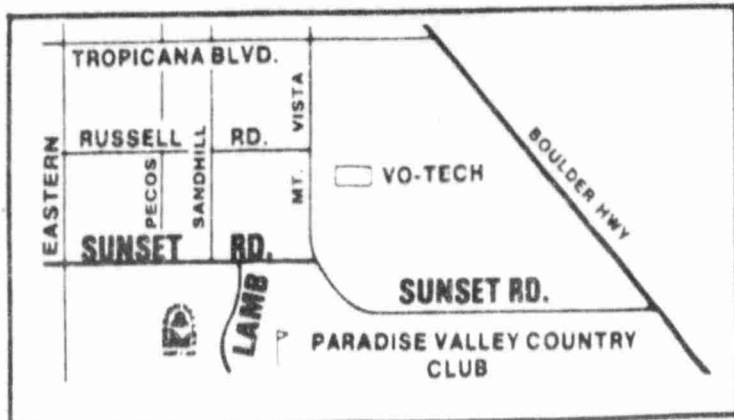 TROPICANA BLVD.
RUSSELL RD.
EASTERN
PECOS
SANDHILL
MT. VISTA
VO-TECH
BOULDER HWY
SUNSET RD.
SUNSET RD.
LAMB
PARADISE VALLEY COUNTRY
CLUB